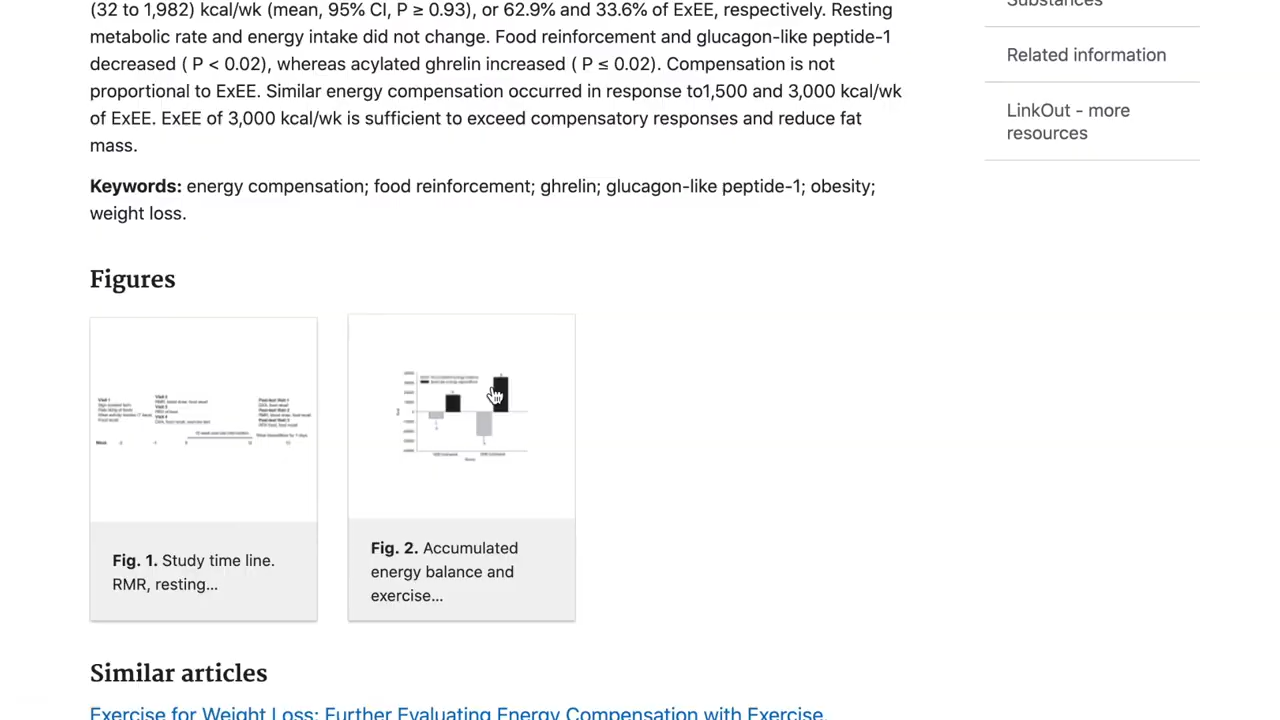 (32 to 1,982) kcal/wk (mean, 95% CI, P ≥ 0.93), or 62.9% and 33.6% of ExEE, respectively. Resting
metabolic rate and energy intake did not change. Food reinforcement and glucagon-like peptide-1
decreased ( P < 0.02), whereas acylated ghrelin increased ( P ≤ 0.02). Compensation is not
proportional to ExEE. Similar energy compensation occurred in response to1,500 and 3,000 kcal/wk
of ExEE. ExEE of 3,000 kcal/wk is sufficient to exceed compensatory responses and reduce fat
mass.
Keywords: energy compensation; food reinforcement; ghrelin; glucagon-like peptide-1; obesity;
weight loss.
Figures
Fig. 1. Study time line.
RMR, resting...
Fig. 2. Accumulated
energy balance and
exercise...
Similar articles
Exercise for Weight Loss: Further Evaluating Energy Compensation with Exercise.
Substances
Related information
LinkOut - more
resources